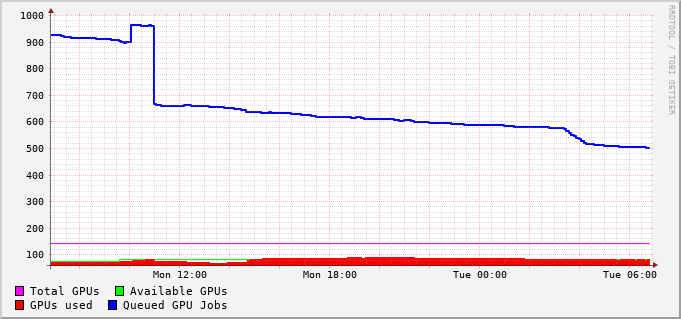 RRDTOOL / TOBI OETIKER
1000
900
800
700
600
500
400
300
200
100
Mon 12:00 Mon 18:00 Tue 00:00 Tue 06:00
Total GPUs Available GPUs
GPUs used Queued GPU Jobs